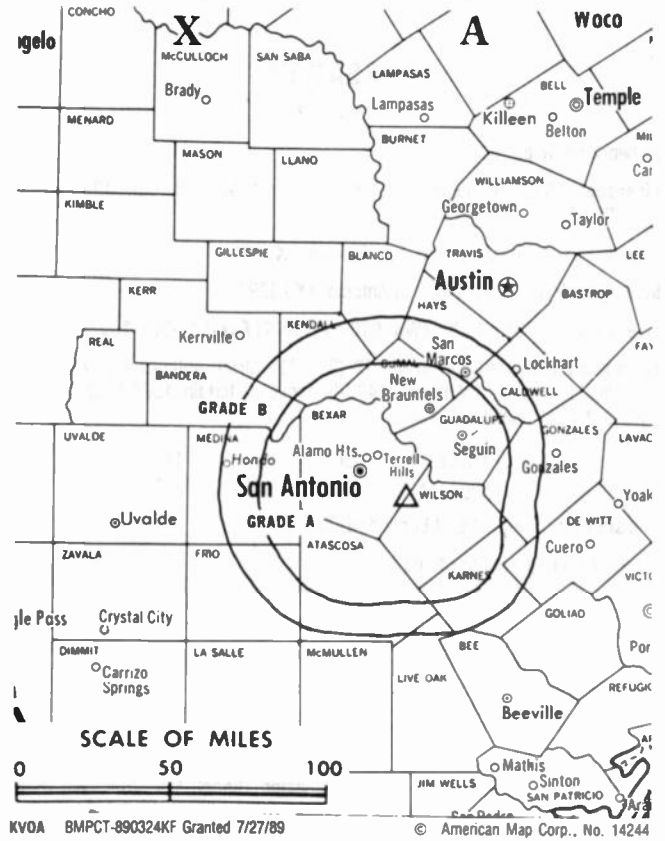 CONCHO
X
A
Woco
McCULLOCH
SAN SABA
BELL
LAMPASAS
Temple
Brady
Lampasas
Killeen
Belton
MENARD
BURNET
MASON
LLANO
WILLIAMSON
KIMBLE
Georgetown
Taylor
GILLESPIE
BLANCO
TRAVIS
LEE
Austin
KERR
HAYS
BASTROP
KENDALL
REAL
Kerrville
San
Marcos
Lockhart
BANDERA
New
Braunfels
CALDWELL
GRADE B
BEXAR
GUADALUPE
UVALDE
MEDINA
Seguin
GONZALES
Hondo
Alamo Hts.
Terrell
Hills
Gonzales
San Antonio
WILSON
Uvalde
GRADE A
DE WITT
ZAVALA
FRIO
ATASCOSA
Cuero
KARNES
Crystal City
GOLIAD
DIMMIT
LA SALLE
McMULLEN
BEE
Carrizo
Springs
LIVE OAK
Beeville
SCALE OF MILES
0 50 100
Mathis
JIM WELLS
Sinton
SAN PATRICIO
KVDA BMPCT-890324KF Granted 7/27/89
© American Map Corp., No. 14244